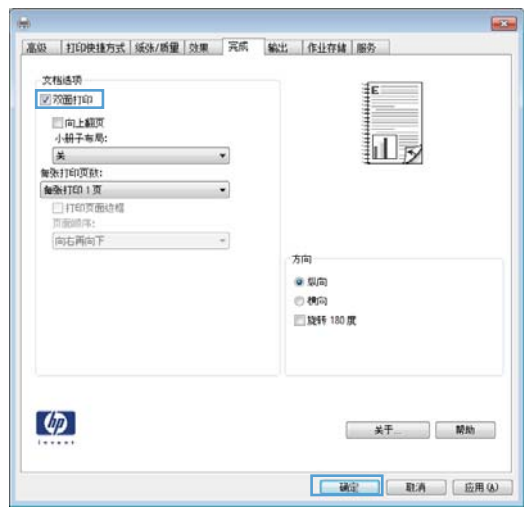 高级 打印快捷方式 纸张/质量 效果 完成 输出 作业存储 服务
文档选项
双面打印
向上翻页
小册子布局:
关
每张打印页数:
每张打印 1 页
打印页面边框
页面顺序:
向右再向下
E
1
方向
纵向
横向
旋转 180 度
hp
invent
关于... 帮助
确定 取消 应用(A)